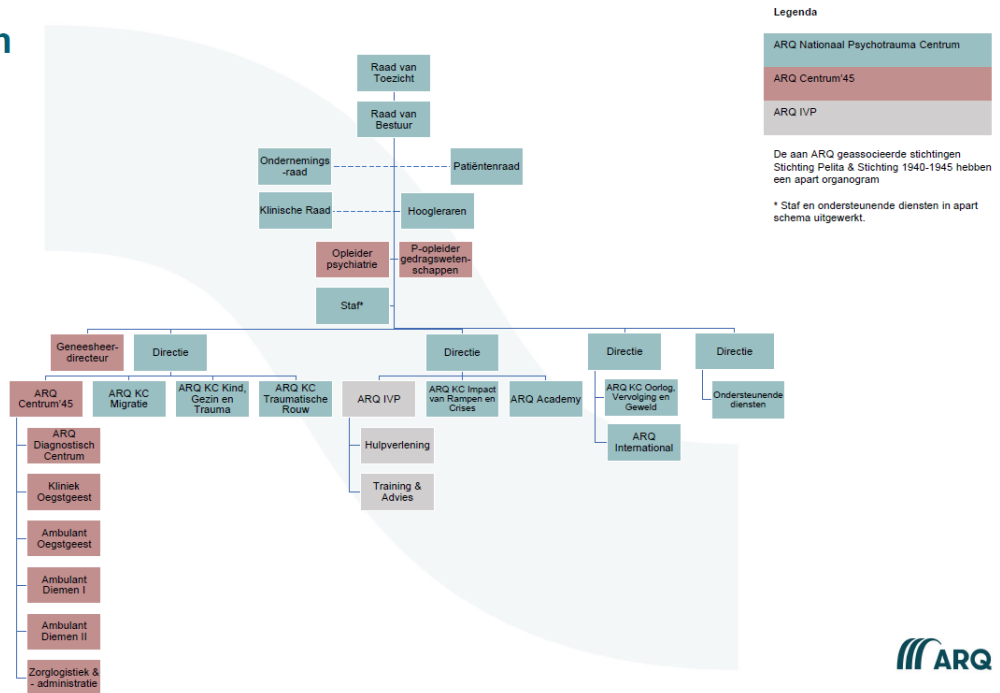 n
Legenda
ARQ Nationaal Psychotrauma Centrum
ARQ Centrum'45
ARQ IVP
De aan ARQ geassocieerde stichtingen
Stichting Pelita & Stichting 1940-1945 hebben
een apart organogram
* Staf en ondersteunende diensten in apart
schema uitgewerkt.
Raad van
Toezicht
Raad van
Bestuur
Ondernemings
-raad
Patiëntenraad
Klinische Raad
Hoogleraren
Opleider
psychiatrie
P-opleider
gedragsweten-
schappen
Staf*
Geneesheer-
directeur
Directie
Directie
Directie
Directie
ARQ
Centrum'45
ARQ KC
Migratie
ARQ KC Kind,
Gezin en
Trauma
ARQ KC
Traumatische
Rouw
ARQ IVP
ARQ KC Impact
van Rampen en
Crises
ARQ Academy
ARQ KC Oorlog,
Vervolging en
Geweld
Ondersteunende
diensten
ARQ
Diagnostisch
Centrum
Hulpverlening
ARQ
International
Kliniek
Oegstgeest
Training &
Advies
Ambulant
Oegstgeest
Ambulant
Diemen I
Ambulant
Diemen II
Zorglogistiek &
- administratie
ARQ